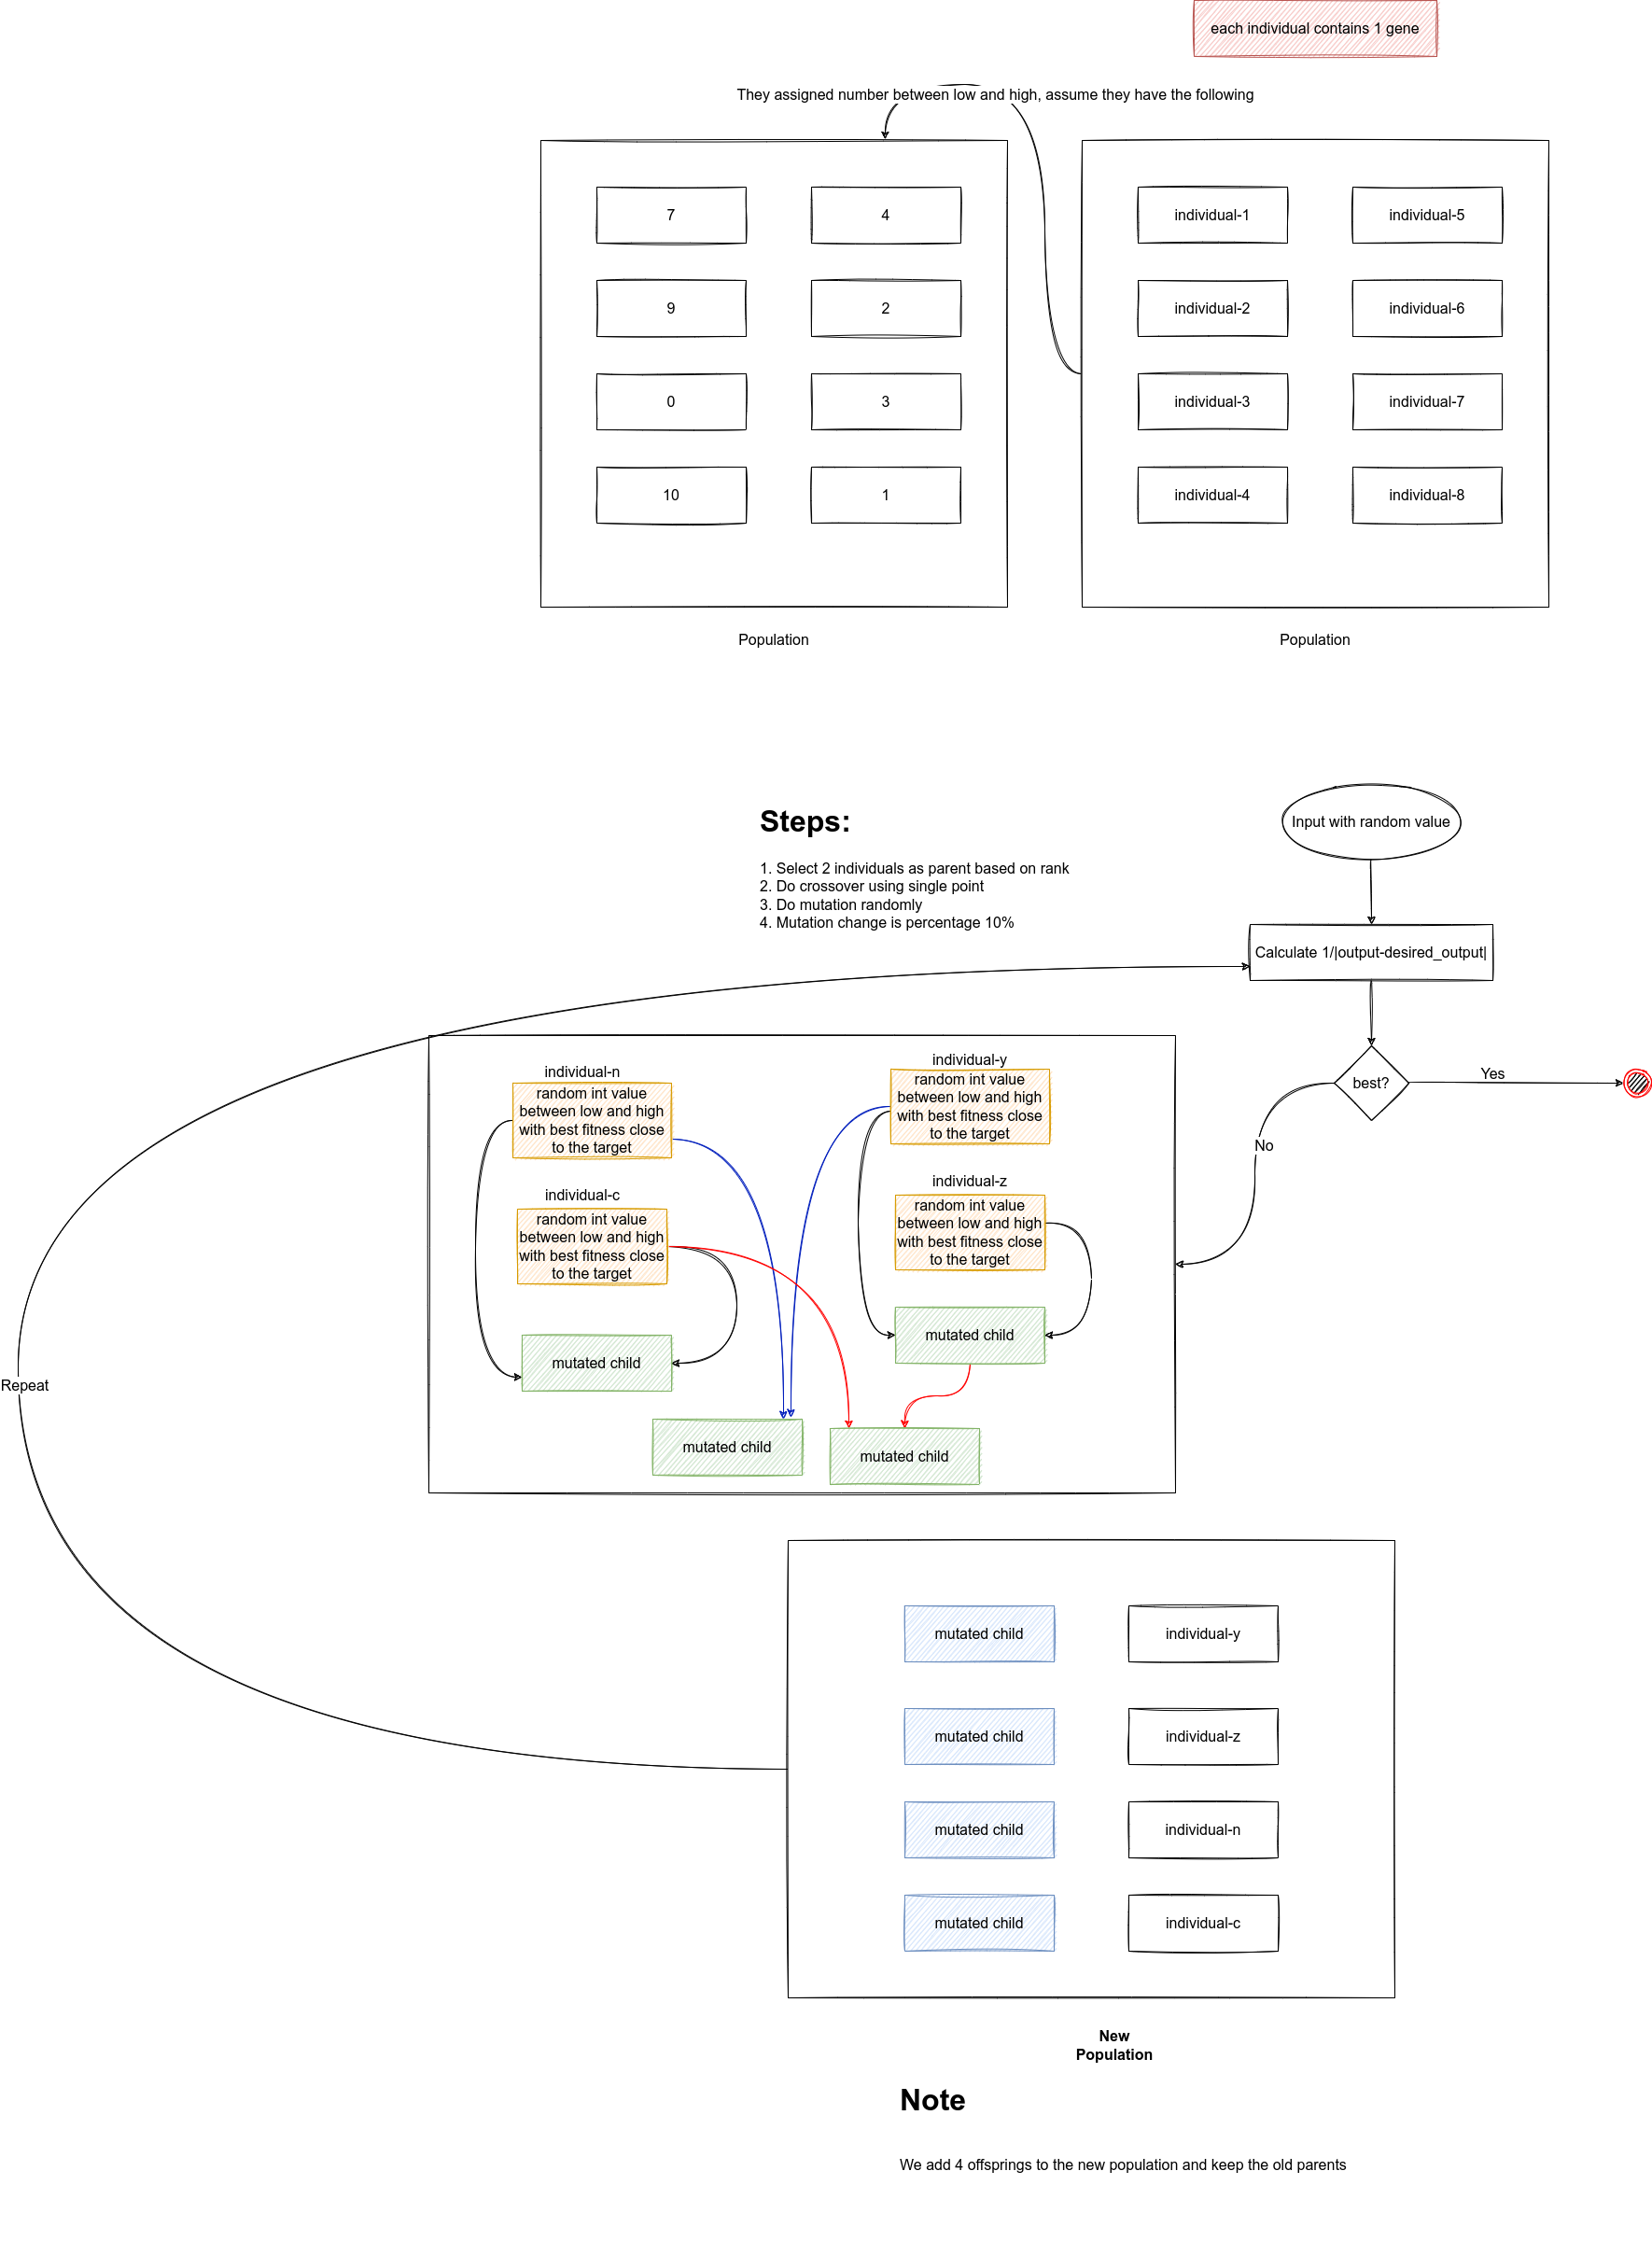 each individual contains 1 gene
They assigned number between low and high, assume they have the following
7
4
9
2
0
3
10
1
Population
individual-1
individual-5
individual-2
individual-6
individual-3
individual-7
individual-4
individual-8
Population
Steps:
1. Select 2 individuals as parent based on rank
2. Do crossover using single point
3. Do mutation randomly
4. Mutation change is percentage 10%
Input with random value
Calculate 1/|output-desired_output|
best?
Yes
No
individual-n
random int value
between low and high
with best fitness close
to the target
individual-y
random int value
between low and high
with best fitness close
to the target
individual-c
random int value
between low and high
with best fitness close
to the target
individual-z
random int value
between low and high
with best fitness close
to the target
mutated child
mutated child
mutated child
mutated child
Repeat
mutated child
individual-y
mutated child
individual-z
mutated child
individual-n
mutated child
individual-c
New
Population
Note
We add 4 offsprings to the new population and keep the old parents